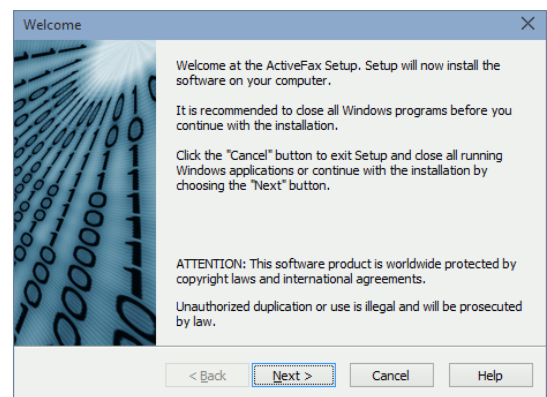 Welcome
Welcome at the ActiveFax Setup. Setup will now install the
software on your computer.
It is recommended to close all Windows programs before you
continue with the installation.
Click the "Cancel" button to exit Setup and close all running
Windows applications or continue with the installation by
choosing the "Next" button.
ATTENTION: This software product is worldwide protected by
copyright laws and international agreements.
Unauthorized duplication or use is illegal and will be prosecuted
by law.
< Back Next > Cancel Help